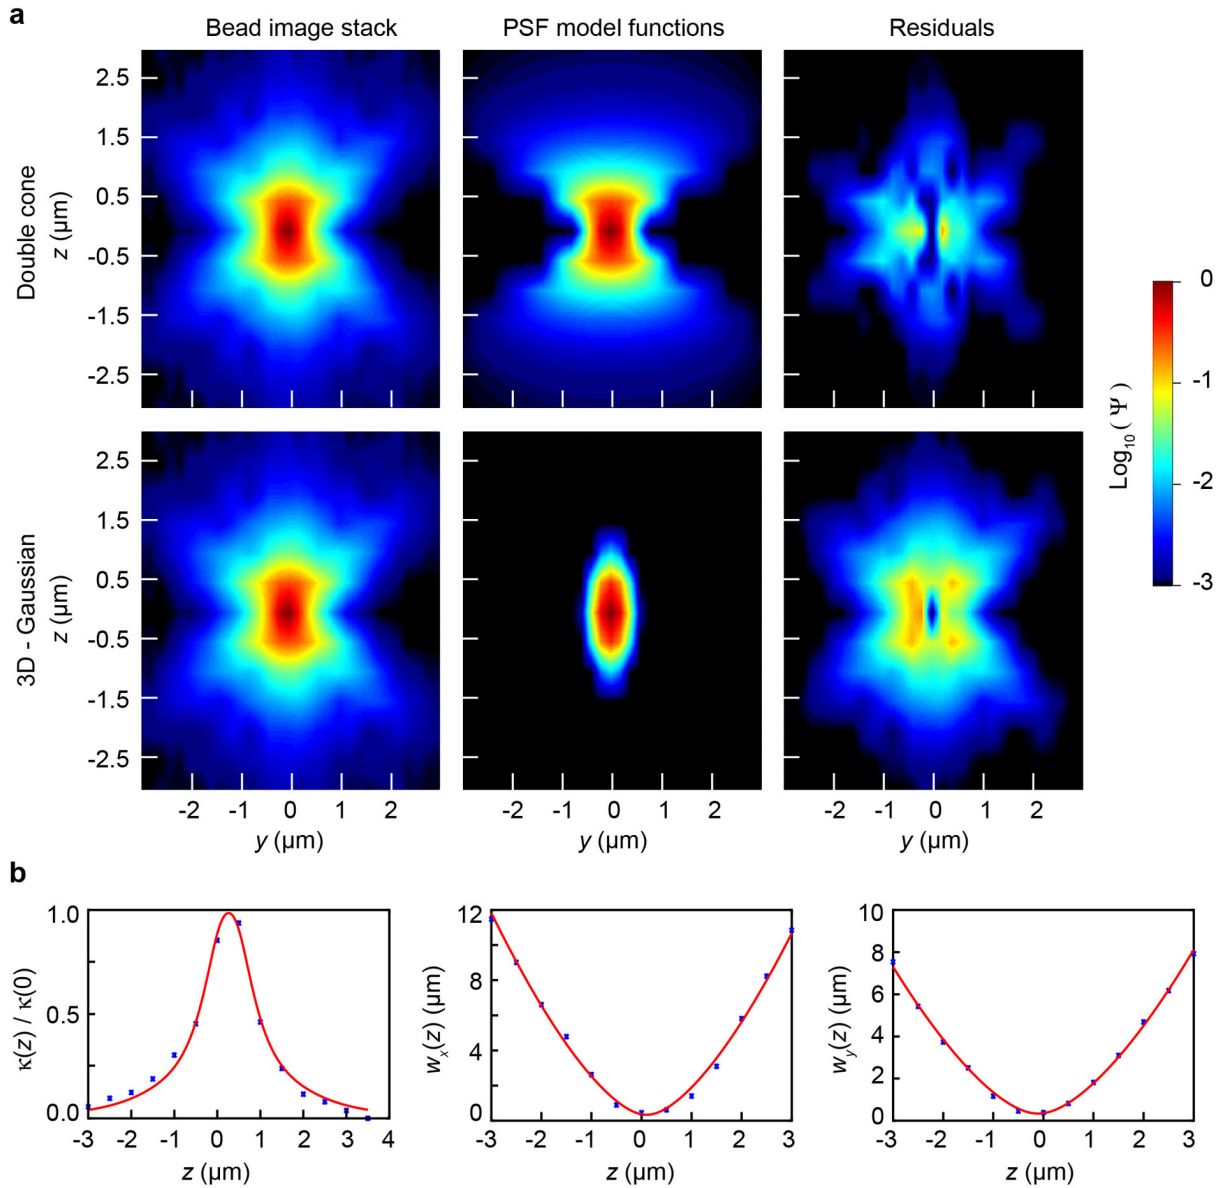 a
Bead image stack
PSF model functions
Residuals
Double cone
z (µm)
2.5
1.5
0.5
-0.5
-1.5
-2.5
3D - Gaussian
z (µm)
2.5
1.5
0.5
-0.5
-1.5
-2.5
-2 -1 0 1 2
y (µm)
-2 -1 0 1 2
y (µm)
-2 -1 0 1 2
y (µm)
Log₁₀(Ψ)
0
-1
-2
-3
b
κ(z) / κ(0)
1.0
0.5
0.0
-3 -2 -1 0 1 2 3 4
z (µm)
wₓ(z) (µm)
12
8
4
0
-3 -2 -1 0 1 2 3
z (µm)
w_y(z) (µm)
10
8
6
4
2
0
-3 -2 -1 0 1 2 3
z (µm)